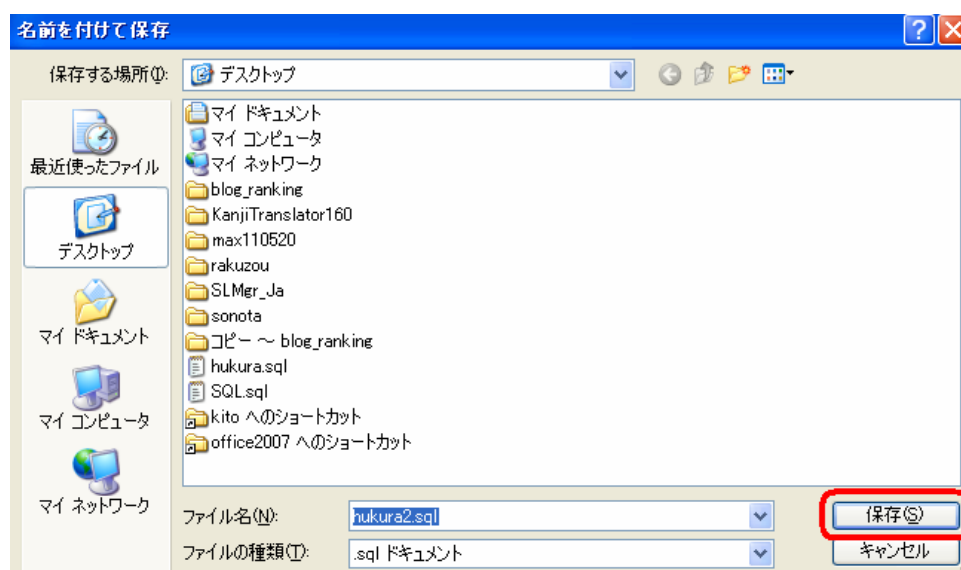 名前を付けて保存
保存する場所(I):
デスクトップ
最近使ったファイル
デスクトップ
マイ ドキュメント
マイ コンピュータ
マイ ネットワーク
マイ ドキュメント
マイ コンピュータ
マイ ネットワーク
blog_ranking
KanjiTranslator160
max110520
rakuzou
SLMgr_Ja
sonota
コピー ～ blog_ranking
hukura.sql
SQL.sql
kito へのショートカット
office2007 へのショートカット
ファイル名(N):
hukura2.sql
保存(S)
ファイルの種類(T):
.sql ドキュメント
キャンセル